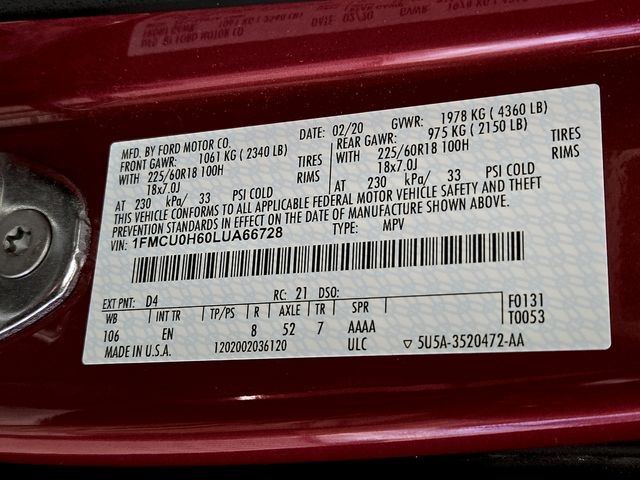 MFD. BY FORD MOTOR CO. DATE: 02/20 GVWR: 1978 KG ( 4360 LB)
FRONT GAWR: 1061 KG ( 2340 LB) REAR GAWR: 975 KG ( 2150 LB)
WITH 225/60R18 100H TIRES WITH 225/60R18 100H TIRES
18x7.0J RIMS 18x7.0J RIMS
AT 230 kPa/ 33 PSI COLD AT 230 kPa/ 33 PSI COLD
THIS VEHICLE CONFORMS TO ALL APPLICABLE FEDERAL MOTOR VEHICLE SAFETY AND THEFT
PREVENTION STANDARDS IN EFFECT ON THE DATE OF MANUFACTURE SHOWN ABOVE.
VIN: 1FMCU0H60LUA66728 TYPE: MPV
EXT PNT: D4 RC: 21 DSO: F0131
WB INT TR TP/PS R AXLE TR SPR T0053
106 EN 8 52 7 AAAA
MADE IN U.S.A. 1202002036120 ULC ▽ 5U5A-3520472-AA